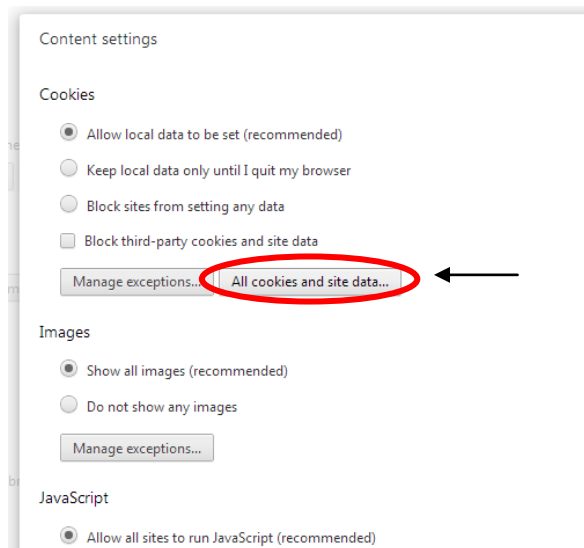 Content settings
Cookies
Allow local data to be set (recommended)
Keep local data only until I quit my browser
Block sites from setting any data
Block third-party cookies and site data
Manage exceptions... All cookies and site data...
Images
Show all images (recommended)
Do not show any images
Manage exceptions...
JavaScript
Allow all sites to run JavaScript (recommended)